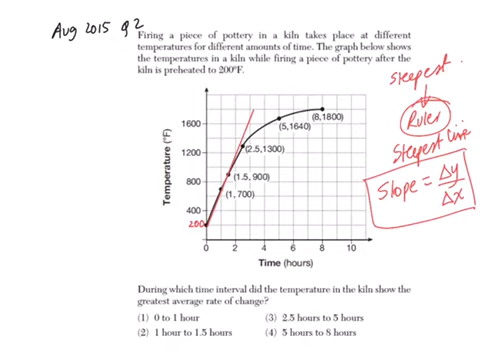 Aug 2015 Q2
Firing a piece of pottery in a kiln takes place at different
temperatures for different amounts of time. The graph below shows
the temperatures in a kiln while firing a piece of pottery after the
kiln is preheated to 200°F.
steepest
Ruler
steepest line
Slope = Δy
Δx
Temperature (°F)
1600
1200
800
400
200
(8,1800)
(5,1640)
(2.5,1300)
(1.5, 900)
(1, 700)
0 2 4 6 8 10
Time (hours)
During which time interval did the temperature in the kiln show the
greatest average rate of change?
(1) 0 to 1 hour (3) 2.5 hours to 5 hours
(2) 1 hour to 1.5 hours (4) 5 hours to 8 hours